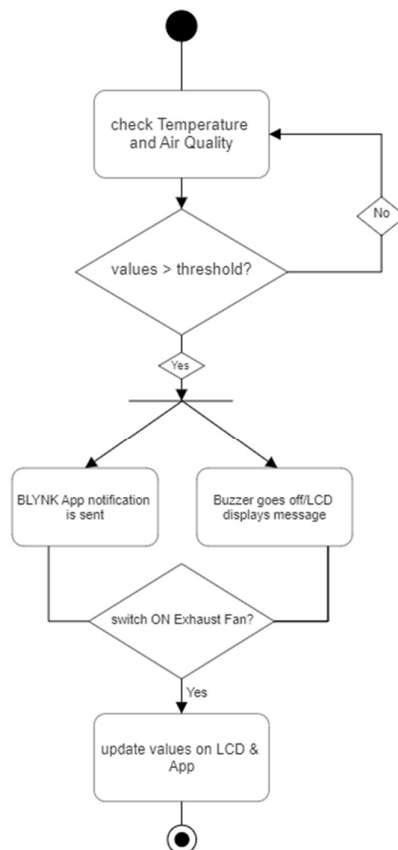 check Temperature
and Air Quality
No
values > threshold?
Yes
BLYNK App notification
is sent
Buzzer goes off/LCD
displays message
switch ON Exhaust Fan?
Yes
update values on LCD &
App